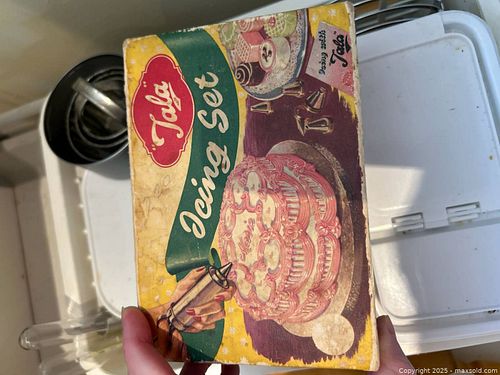 "Tala"
Icing Set
Icing with
Tala
Copyright 2025 - maxsold.com